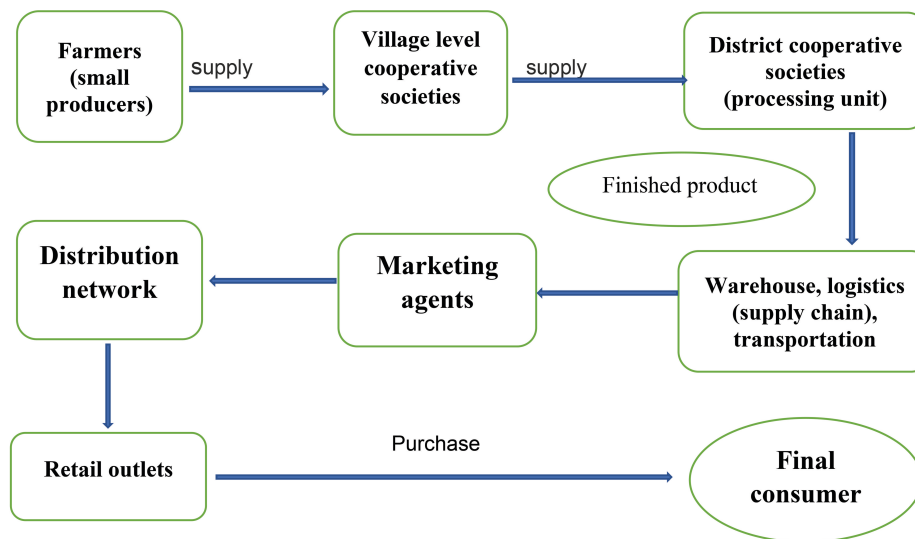 Farmers
(small
producers)
supply
Village level
cooperative
societies
supply
District cooperative
societies
(processing unit)
Finished product
Warehouse, logistics
(supply chain),
transportation
Marketing
agents
Distribution
network
Retail outlets
Purchase
Final
consumer